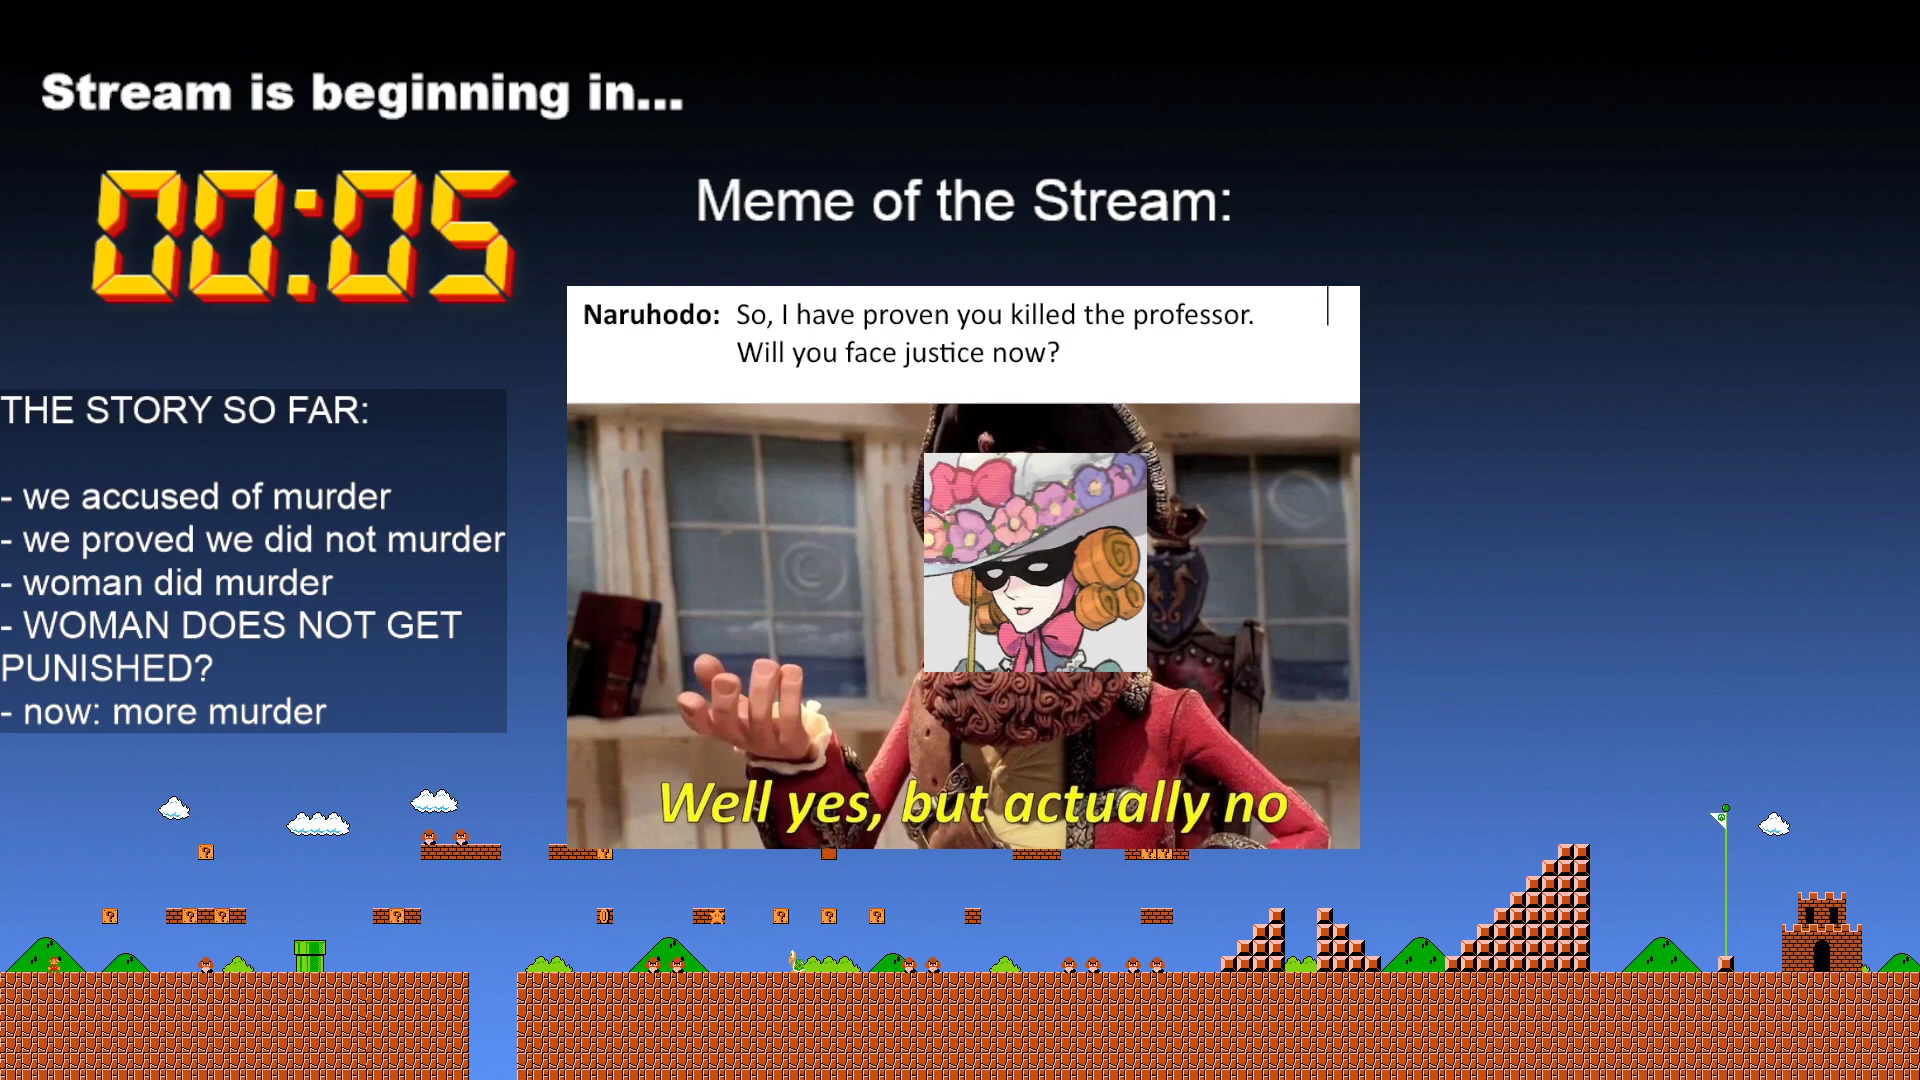 Stream is beginning in...
00:05
Meme of the Stream:
Naruhodo: So, I have proven you killed the professor.
Will you face justice now?
THE STORY SO FAR:
- we accused of murder
- we proved we did not murder
- woman did murder
- WOMAN DOES NOT GET
PUNISHED?
- now: more murder
Well yes, but actually no